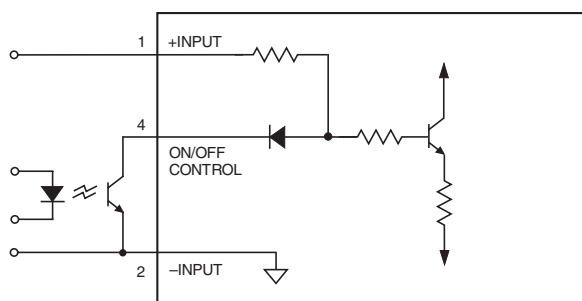 1 +INPUT
4
ON/OFF
CONTROL
2 –INPUT